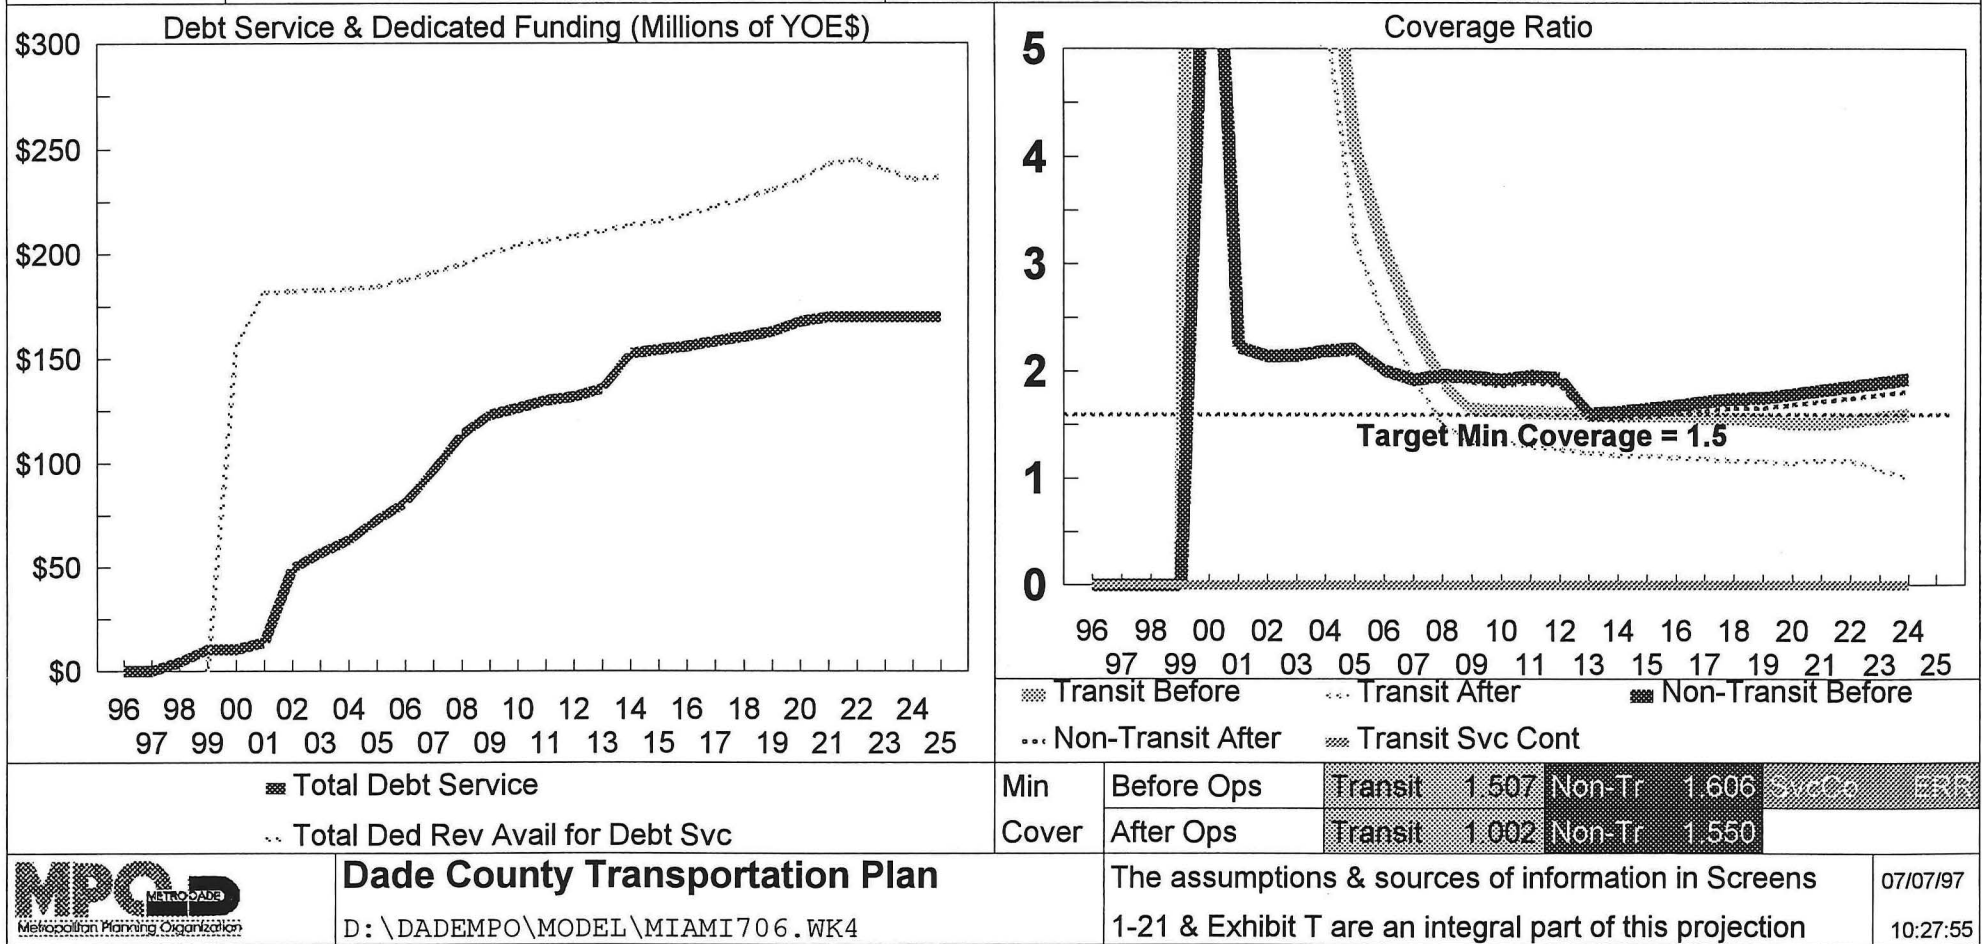 Debt Service & Dedicated Funding (Millions of YOE$)
$300
$250
$200
$150
$100
$50
$0
96 98 00 02 04 06 08 10 12 14 16 18 20 22 24
97 99 01 03 05 07 09 11 13 15 17 19 21 23 25
Total Debt Service
Total Ded Rev Avail for Debt Svc
Coverage Ratio
5
4
3
2
1
0
Target Min Coverage = 1.5
96 98 00 02 04 06 08 10 12 14 16 18 20 22 24
97 99 01 03 05 07 09 11 13 15 17 19 21 23 25
Transit Before Transit After Non-Transit Before
Non-Transit After Transit Svc Cont
Min Before Ops Transit 1.507 Non-Tr 1.606 SvcCo ERR
Cover After Ops Transit 1.002 Non-Tr 1.550
MPO METRODADE
Metropolitan Planning Organization
Dade County Transportation Plan
D:\DADEMPO\MODEL\MIAMI706.WK4
The assumptions & sources of information in Screens
1-21 & Exhibit T are an integral part of this projection
07/07/97
10:27:55